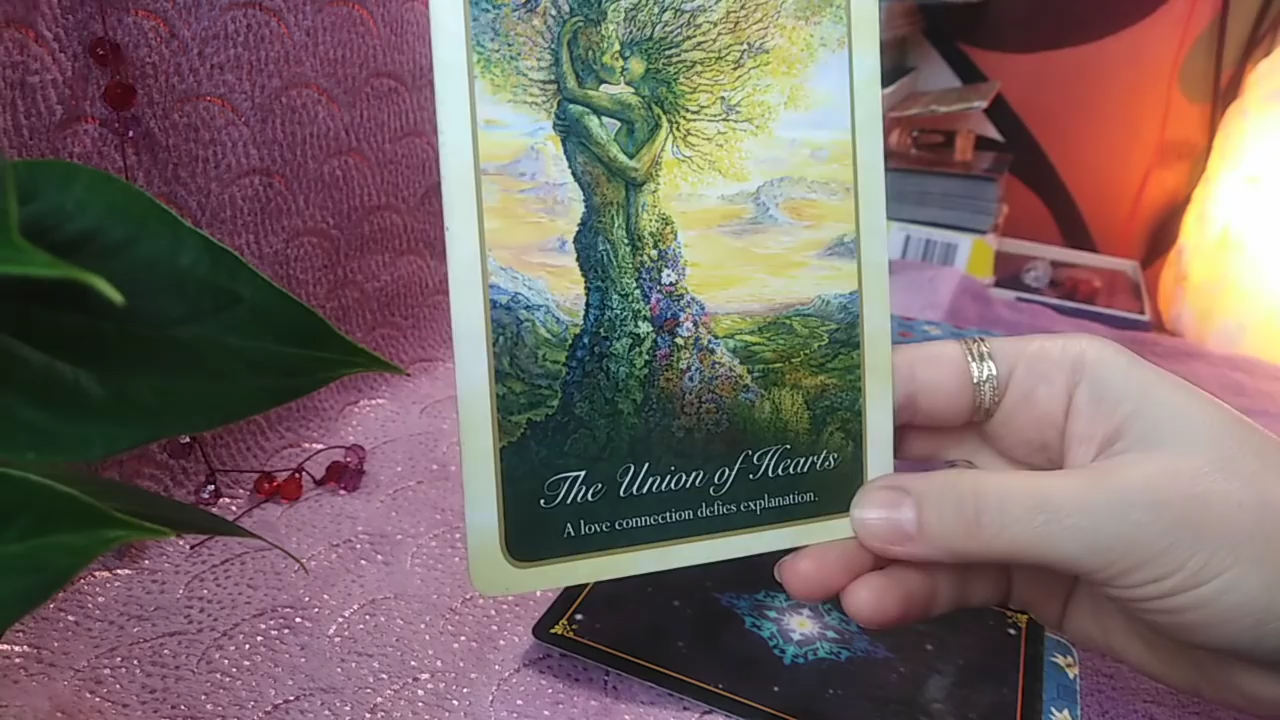 The Union of Hearts
A love connection defies explanation.